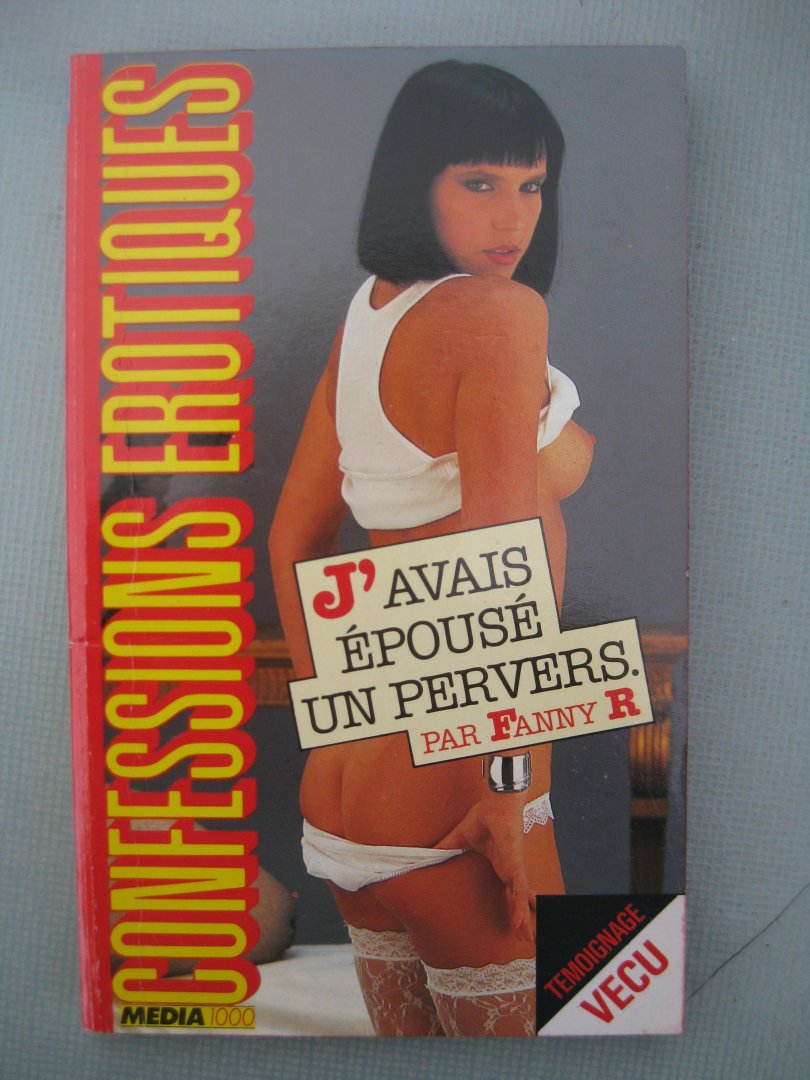 CONFESSIONS EROTIQUES
J'AVAIS
ÉPOUSÉ
UN PERVERS.
PAR FANNY R
TEMOIGNAGE
VECU
MEDIA 1000